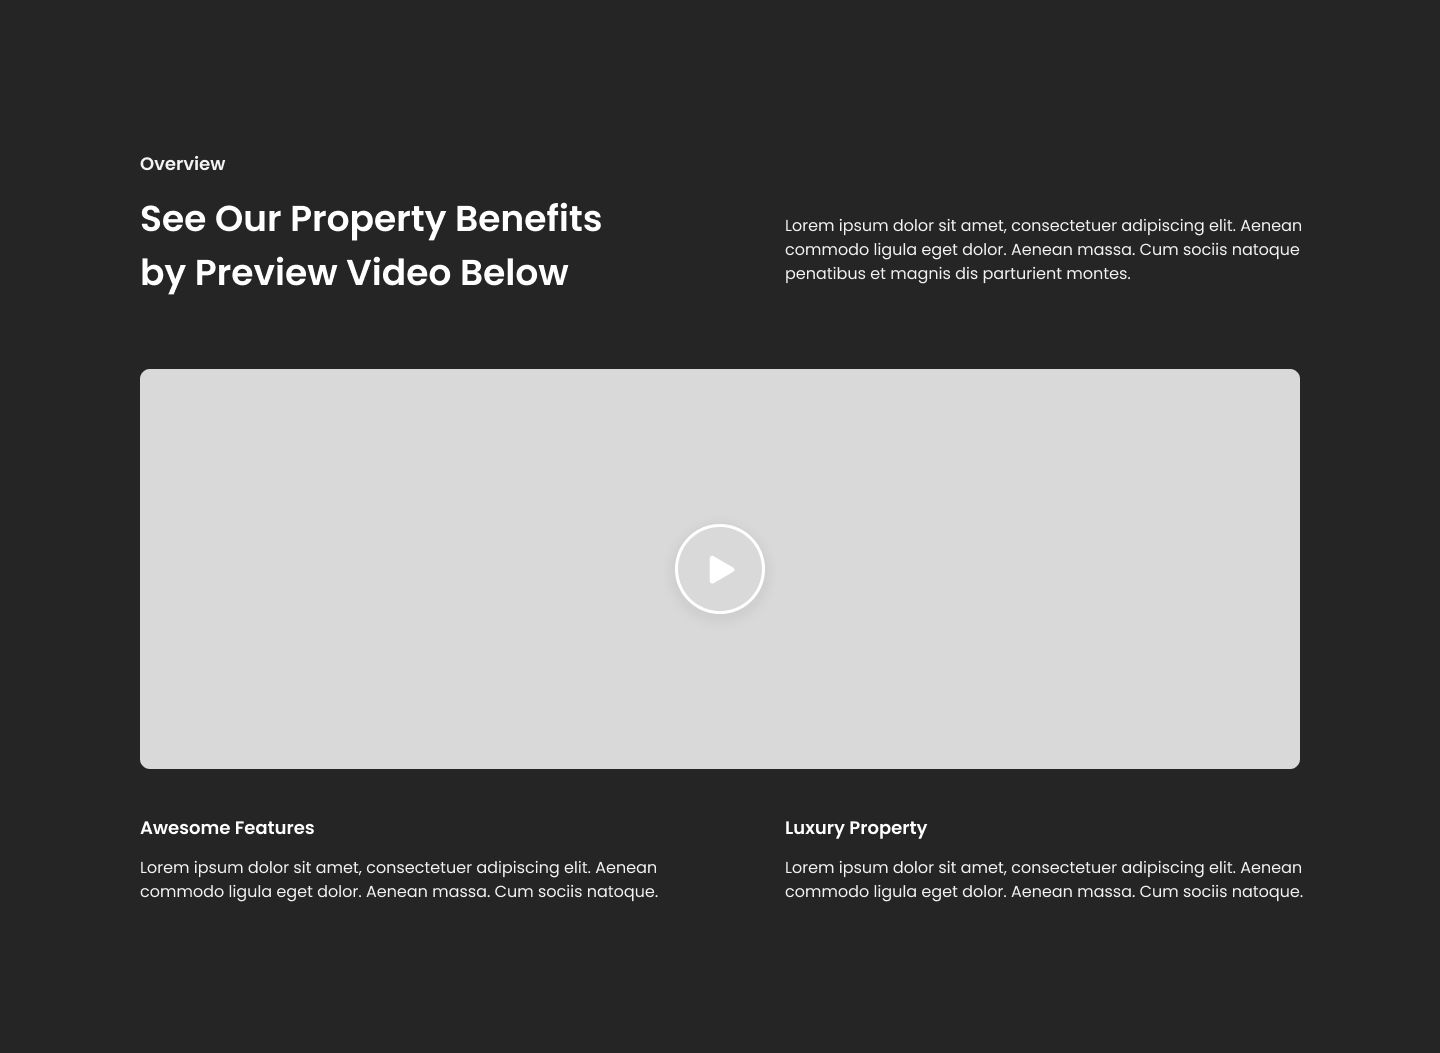 Overview
See Our Property Benefits
by Preview Video Below
Lorem ipsum dolor sit amet, consectetuer adipiscing elit. Aenean
commodo ligula eget dolor. Aenean massa. Cum sociis natoque
penatibus et magnis dis parturient montes.
Awesome Features
Lorem ipsum dolor sit amet, consectetuer adipiscing elit. Aenean
commodo ligula eget dolor. Aenean massa. Cum sociis natoque.
Luxury Property
Lorem ipsum dolor sit amet, consectetuer adipiscing elit. Aenean
commodo ligula eget dolor. Aenean massa. Cum sociis natoque.